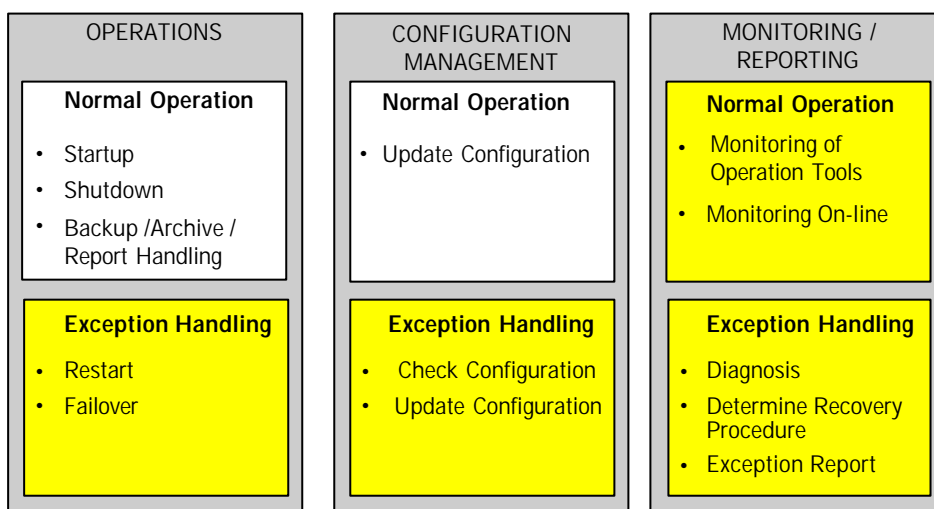 OPERATIONS
Normal Operation
• Startup
• Shutdown
• Backup /Archive /
Report Handling
Exception Handling
• Restart
• Failover
CONFIGURATION
MANAGEMENT
Normal Operation
• Update Configuration
Exception Handling
• Check Configuration
• Update Configuration
MONITORING /
REPORTING
Normal Operation
• Monitoring of
Operation Tools
• Monitoring On-line
Exception Handling
• Diagnosis
• Determine Recovery
Procedure
• Exception Report